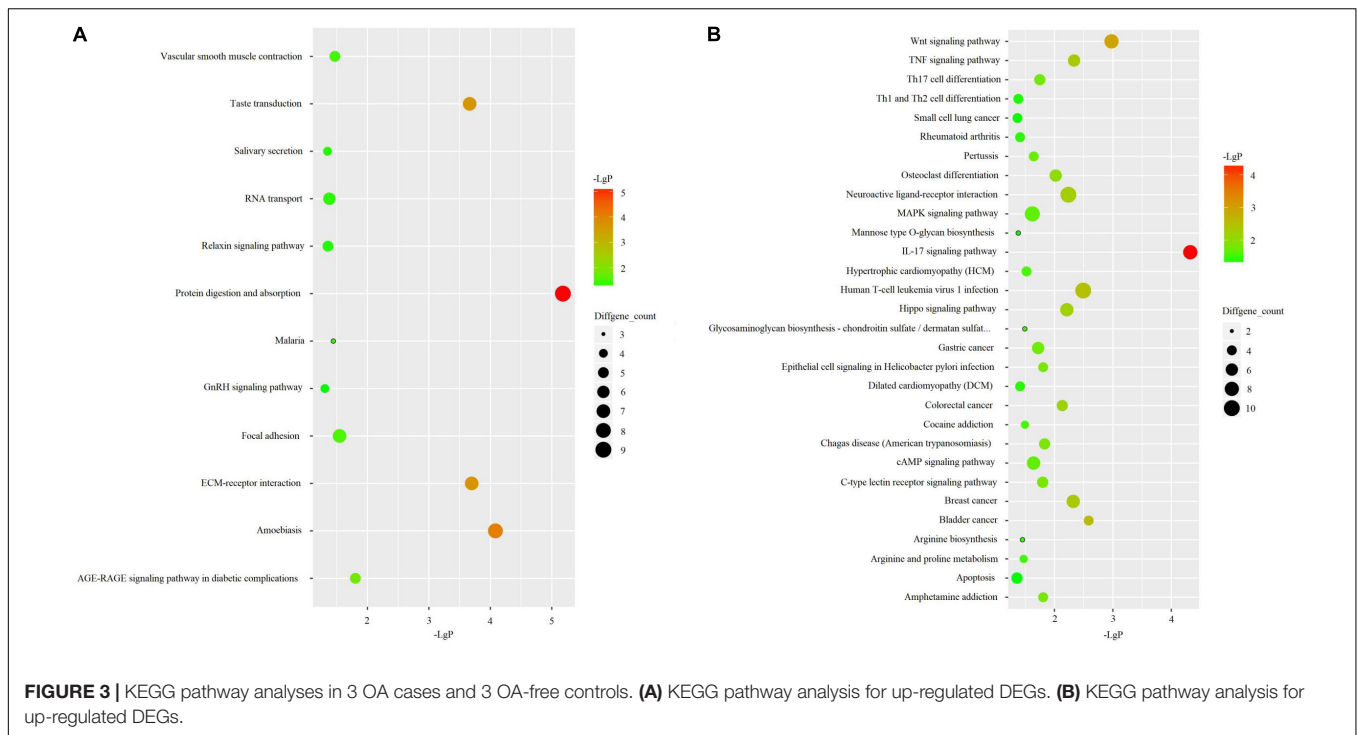 A
Vascular smooth muscle contraction
Taste transduction
Salivary secretion
RNA transport
Relaxin signaling pathway
Protein digestion and absorption
Malaria
GnRH signaling pathway
Focal adhesion
ECM-receptor interaction
Amoebiasis
AGE-RAGE signaling pathway in diabetic complications
2 3 4 5
-LgP
-LgP
5
4
3
2
Diffgene_count
3
4
5
6
7
8
9
B
Wnt signaling pathway
TNF signaling pathway
Th17 cell differentiation
Th1 and Th2 cell differentiation
Small cell lung cancer
Rheumatoid arthritis
Pertussis
Osteoclast differentiation
Neuroactive ligand-receptor interaction
MAPK signaling pathway
Mannose type O-glycan biosynthesis
IL-17 signaling pathway
Hypertrophic cardiomyopathy (HCM)
Human T-cell leukemia virus 1 infection
Hippo signaling pathway
Glycosaminoglycan biosynthesis - chondroitin sulfate / dermatan sulfat...
Gastric cancer
Epithelial cell signaling in Helicobacter pylori infection
Dilated cardiomyopathy (DCM)
Colorectal cancer
Cocaine addiction
Chagas disease (American trypanosomiasis)
cAMP signaling pathway
C-type lectin receptor signaling pathway
Breast cancer
Bladder cancer
Arginine biosynthesis
Arginine and proline metabolism
Apoptosis
Amphetamine addiction
2 3 4
-LgP
-LgP
4
3
2
Diffgene_count
2
4
6
8
10
FIGURE 3 | KEGG pathway analyses in 3 OA cases and 3 OA-free controls. (A) KEGG pathway analysis for up-regulated DEGs. (B) KEGG pathway analysis for
up-regulated DEGs.